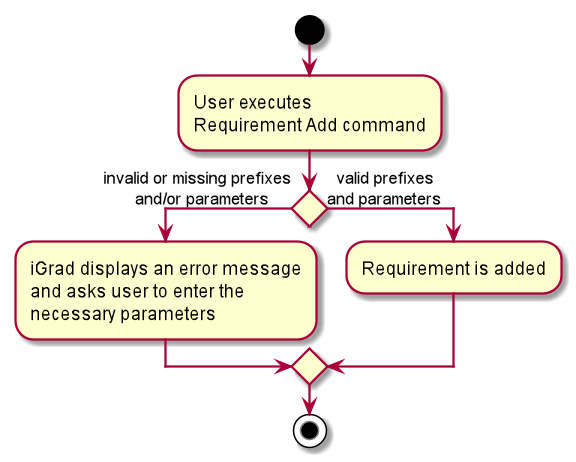 User executes
Requirement Add command
invalid or missing prefixes
and/or parameters
valid prefixes
and parameters
iGrad displays an error message
and asks user to enter the
necessary parameters
Requirement is added